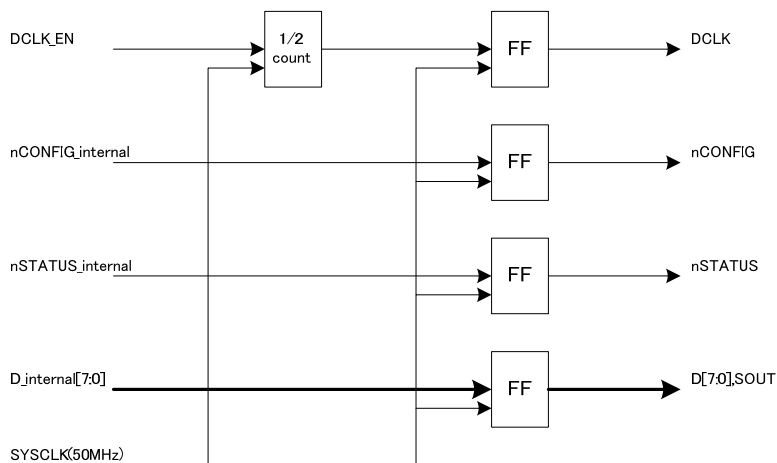 DCLK_EN
1/2
count
FF
DCLK
nCONFIG_internal
FF
nCONFIG
nSTATUS_internal
FF
nSTATUS
D_internal[7:0]
FF
D[7:0],SOUT
SYSCLK(50MHz)